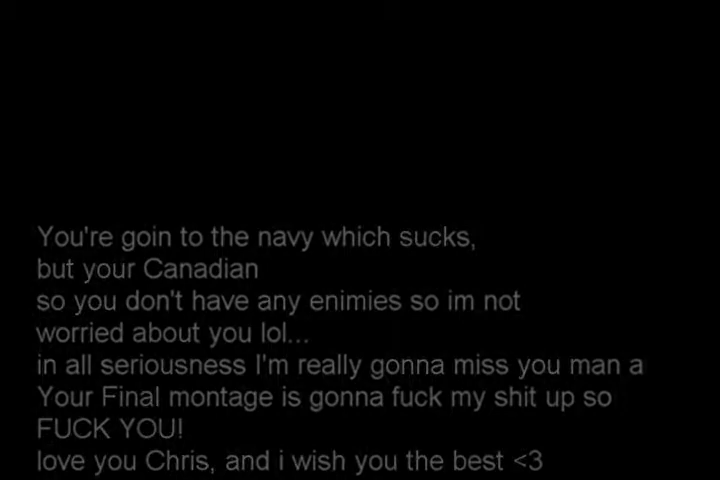 You're goin to the navy which sucks,
but your Canadian
so you don't have any enimies so im not
worried about you lol...
in all seriousness I'm really gonna miss you man a
Your Final montage is gonna fuck my shit up so
FUCK YOU!
love you Chris, and i wish you the best <3